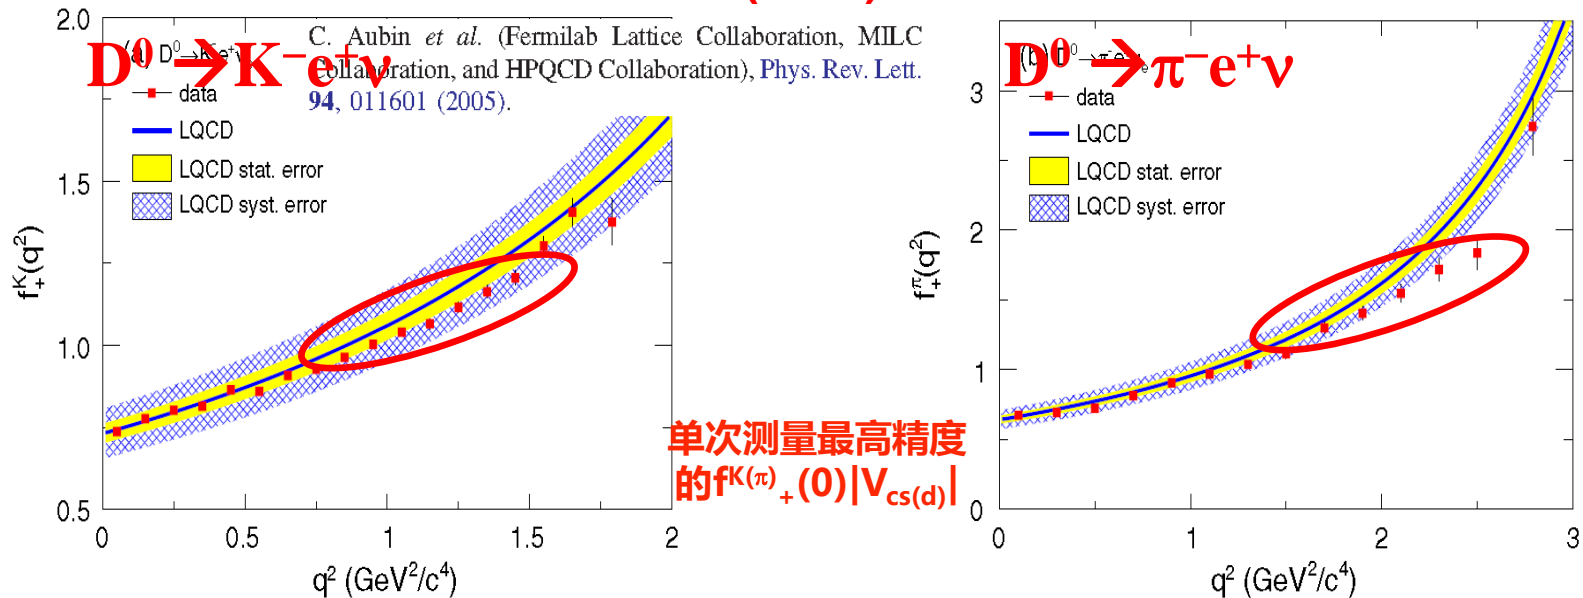 D⁰→K⁻e⁺ν
C. Aubin et al. (Fermilab Lattice Collaboration, MILC
Collaboration, and HPQCD Collaboration), Phys. Rev. Lett.
94, 011601 (2005).
data
LQCD
LQCD stat. error
LQCD syst. error
f₊ᴷ(q²)
2.0
1.5
1.0
0.5
0 0.5 1 1.5 2
q² (GeV²/c⁴)
单次测量最高精度
的f^K(π)₊(0)|V_cs(d)|
D⁰→π⁻e⁺ν
(b) D⁰→π⁻e⁺νₑ
data
LQCD
LQCD stat. error
LQCD syst. error
f₊^π(q²)
3
2
1
0
0 1 2 3
q² (GeV²/c⁴)